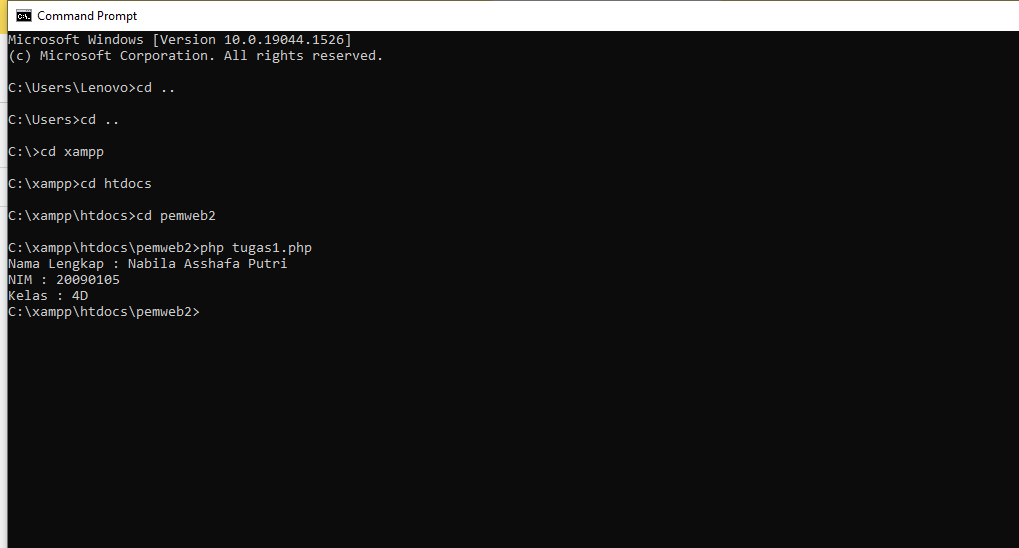 Command Prompt
Microsoft Windows [Version 10.0.19044.1526]
(c) Microsoft Corporation. All rights reserved.
C:\Users\Lenovo>cd ..
C:\Users>cd ..
C:\>cd xampp
C:\xampp>cd htdocs
C:\xampp\htdocs>cd pemweb2
C:\xampp\htdocs\pemweb2>php tugas1.php
Nama Lengkap : Nabila Asshafa Putri
NIM : 20090105
Kelas : 4D
C:\xampp\htdocs\pemweb2>